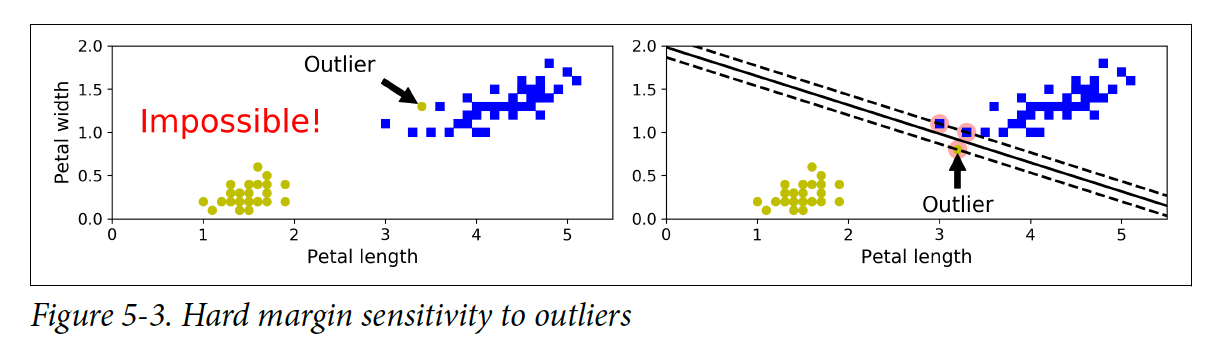 2.0
1.5
1.0
0.5
0.0
Petal width
Outlier
Impossible!
0 1 2 3 4 5
Petal length
2.0
1.5
1.0
0.5
0.0
Outlier
0 1 2 3 4 5
Petal length
Figure 5-3. Hard margin sensitivity to outliers